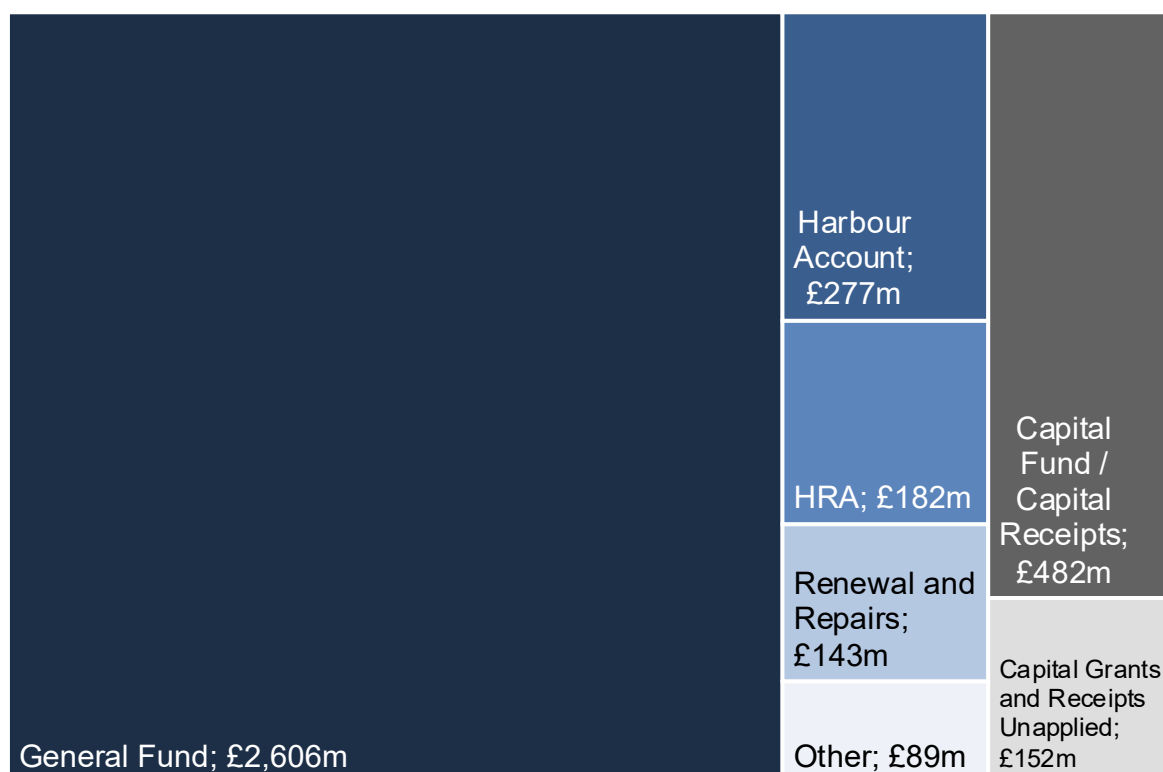 General Fund; £2,606m
Harbour
Account;
£277m
HRA; £182m
Renewal and
Repairs;
£143m
Other; £89m
Capital
Fund /
Capital
Receipts;
£482m
Capital Grants
and Receipts
Unapplied;
£152m